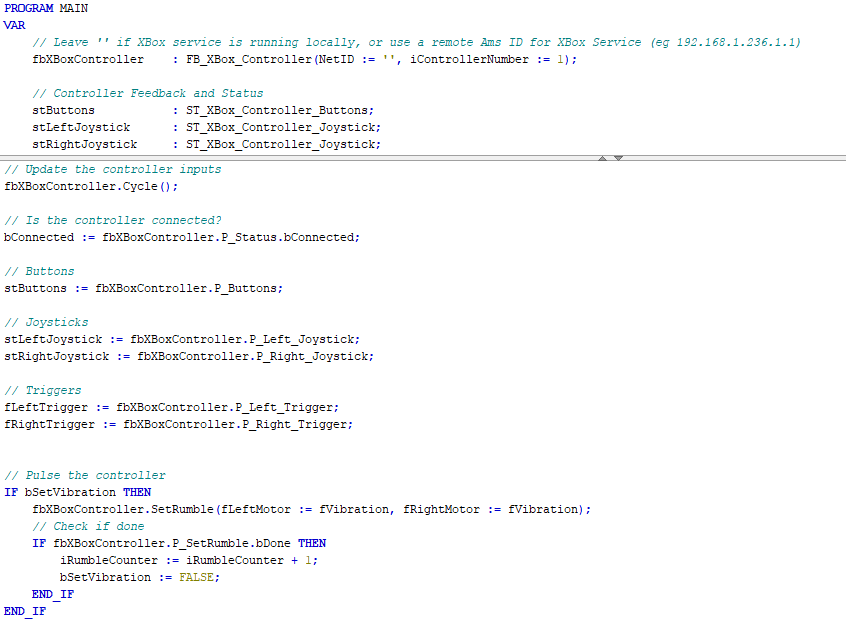 PROGRAM MAIN
VAR
    // Leave '' if XBox service is running locally, or use a remote Ams ID for XBox Service (eg 192.168.1.236.1.1)
    fbXBoxController    : FB_XBox_Controller(NetID := '', iControllerNumber := 1);

    // Controller Feedback and Status
    stButtons           : ST_XBox_Controller_Buttons;
    stLeftJoystick      : ST_XBox_Controller_Joystick;
    stRightJoystick     : ST_XBox_Controller_Joystick;
// Update the controller inputs
fbXBoxController.Cycle();

// Is the controller connected?
bConnected := fbXBoxController.P_Status.bConnected;

// Buttons
stButtons := fbXBoxController.P_Buttons;

// Joysticks
stLeftJoystick := fbXBoxController.P_Left_Joystick;
stRightJoystick := fbXBoxController.P_Right_Joystick;

// Triggers
fLeftTrigger := fbXBoxController.P_Left_Trigger;
fRightTrigger := fbXBoxController.P_Right_Trigger;


// Pulse the controller
IF bSetVibration THEN
    fbXBoxController.SetRumble(fLeftMotor := fVibration, fRightMotor := fVibration);
    // Check if done
    IF fbXBoxController.P_SetRumble.bDone THEN
        iRumbleCounter := iRumbleCounter + 1;
        bSetVibration := FALSE;
    END_IF
END_IF